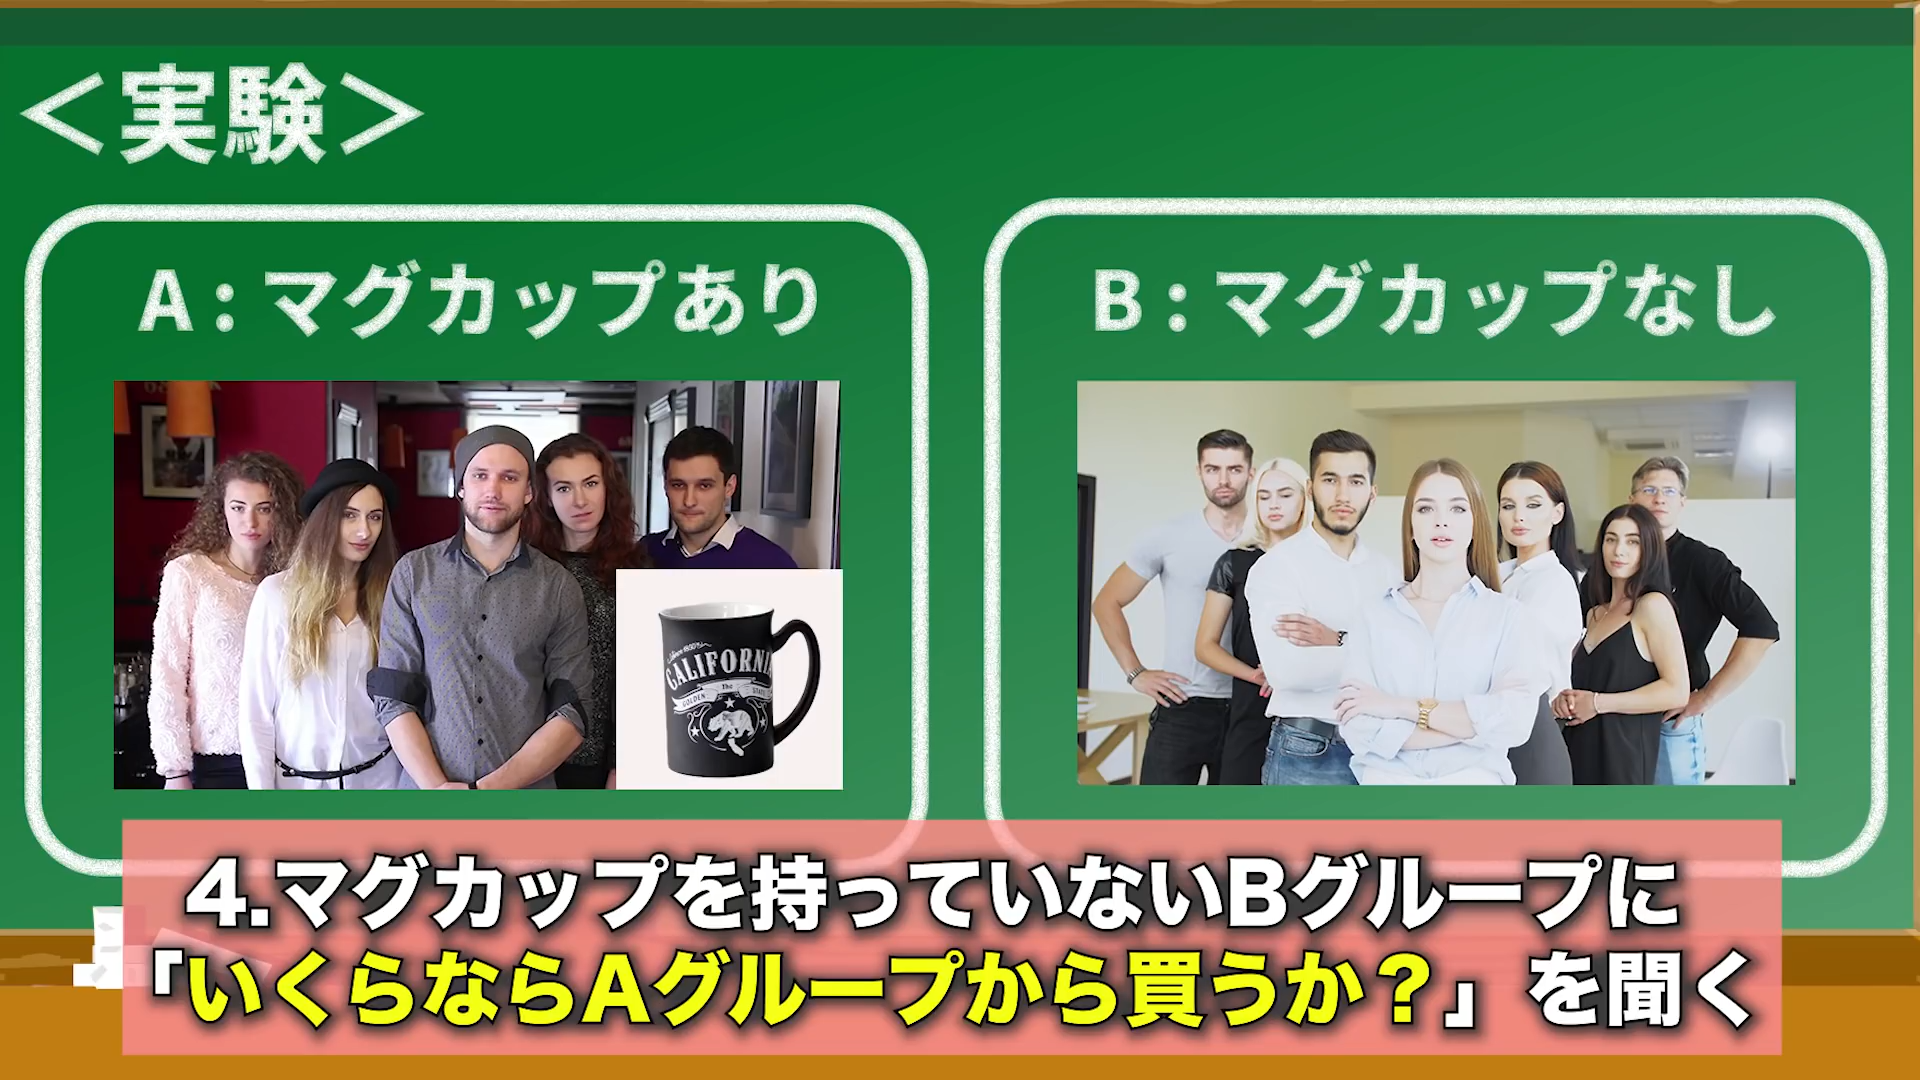 ＜実験＞
A：マグカップあり
B：マグカップなし
CALIFORNIA
GOLDEN The STATE
4.マグカップを持っていないBグループに
「いくらならAグループから買うか？」を聞く